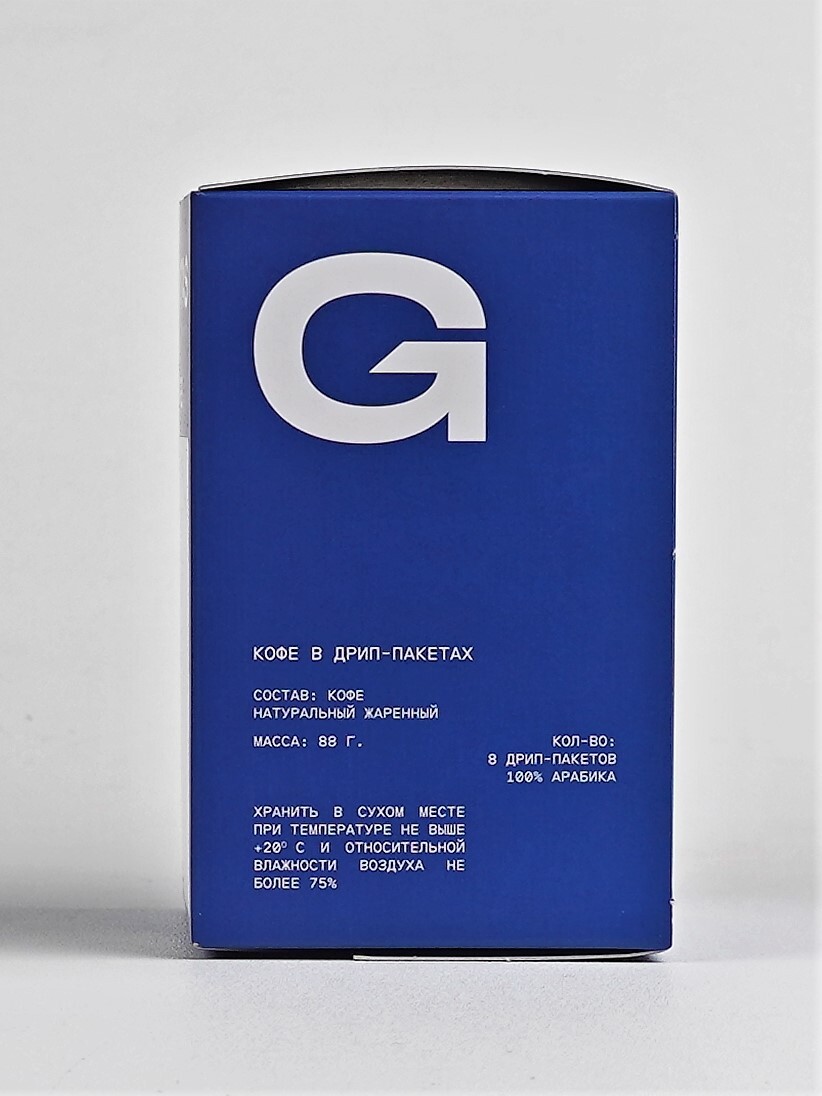 G
КОФЕ В ДРИП-ПАКЕТАХ
СОСТАВ: КОФЕ
НАТУРАЛЬНЫЙ ЖАРЕННЫЙ
МАССА: 88 Г.
КОЛ-ВО:
8 ДРИП-ПАКЕТОВ
100% АРАБИКА
ХРАНИТЬ В СУХОМ МЕСТЕ
ПРИ ТЕМПЕРАТУРЕ НЕ ВЫШЕ
+20° С И ОТНОСИТЕЛЬНОЙ
ВЛАЖНОСТИ ВОЗДУХА НЕ
БОЛЕЕ 75%